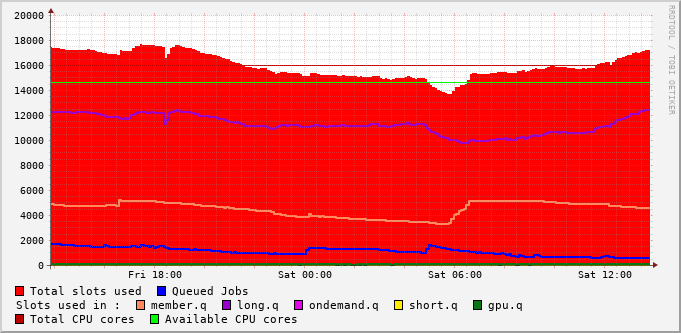 20000
18000
16000
14000
12000
10000
8000
6000
4000
2000
0
Fri 18:00 Sat 00:00 Sat 06:00 Sat 12:00
Total slots used Queued Jobs
Slots used in : member.q long.q ondemand.q short.q gpu.q
Total CPU cores Available CPU cores
RRDTOOL / TOBI OETIKER